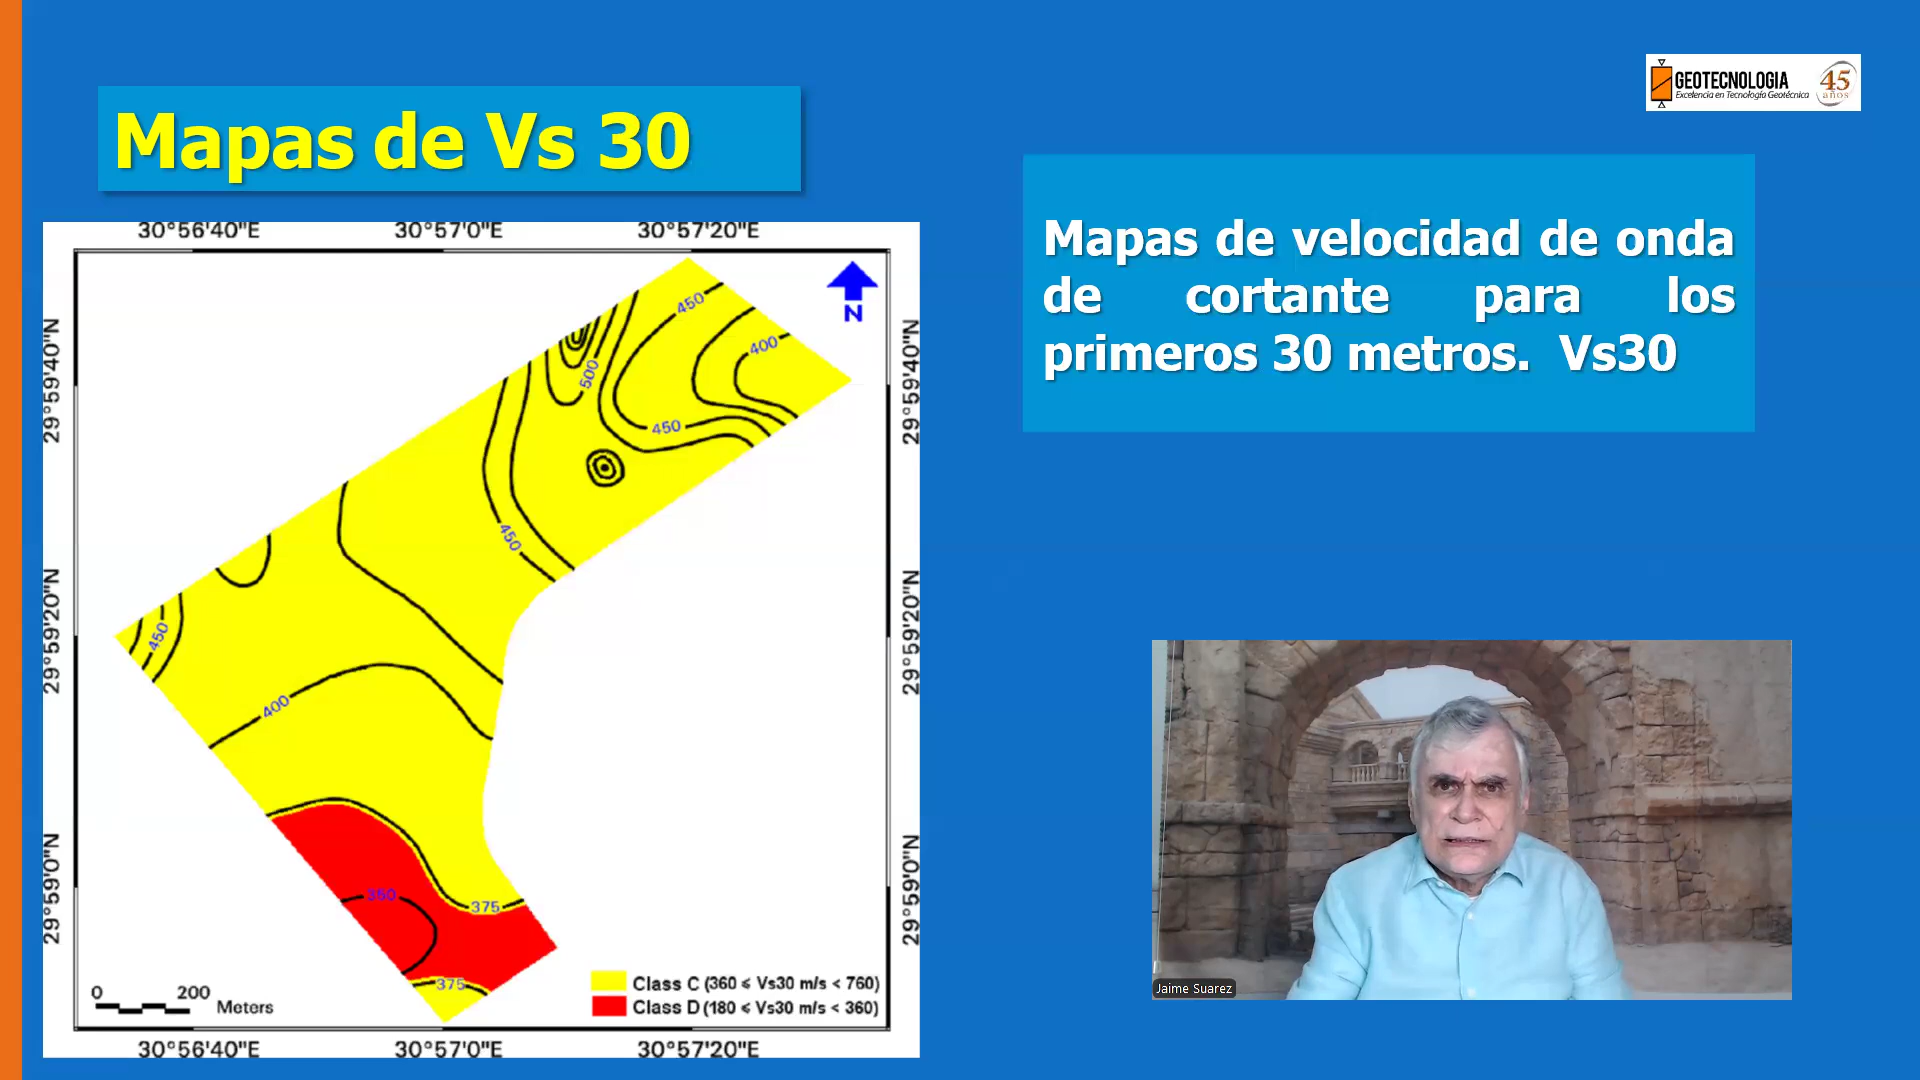 GEOTECNOLOGIA
Excelencia en Tecnología Geotécnica
45
años
Mapas de Vs 30
Mapas de velocidad de onda
de cortante para los
primeros 30 metros. Vs30
30°56'40"E 30°57'0"E 30°57'20"E
29°59'40"N
29°59'20"N
29°59'0"N
29°59'40"N
29°59'20"N
29°59'0"N
N
450
400
500
450
450
450
400
350
375
375
0 200 Meters
Class C (360 ≤ Vs30 m/s < 760)
Class D (180 ≤ Vs30 m/s < 360)
30°56'40"E 30°57'0"E 30°57'20"E
Jaime Suarez